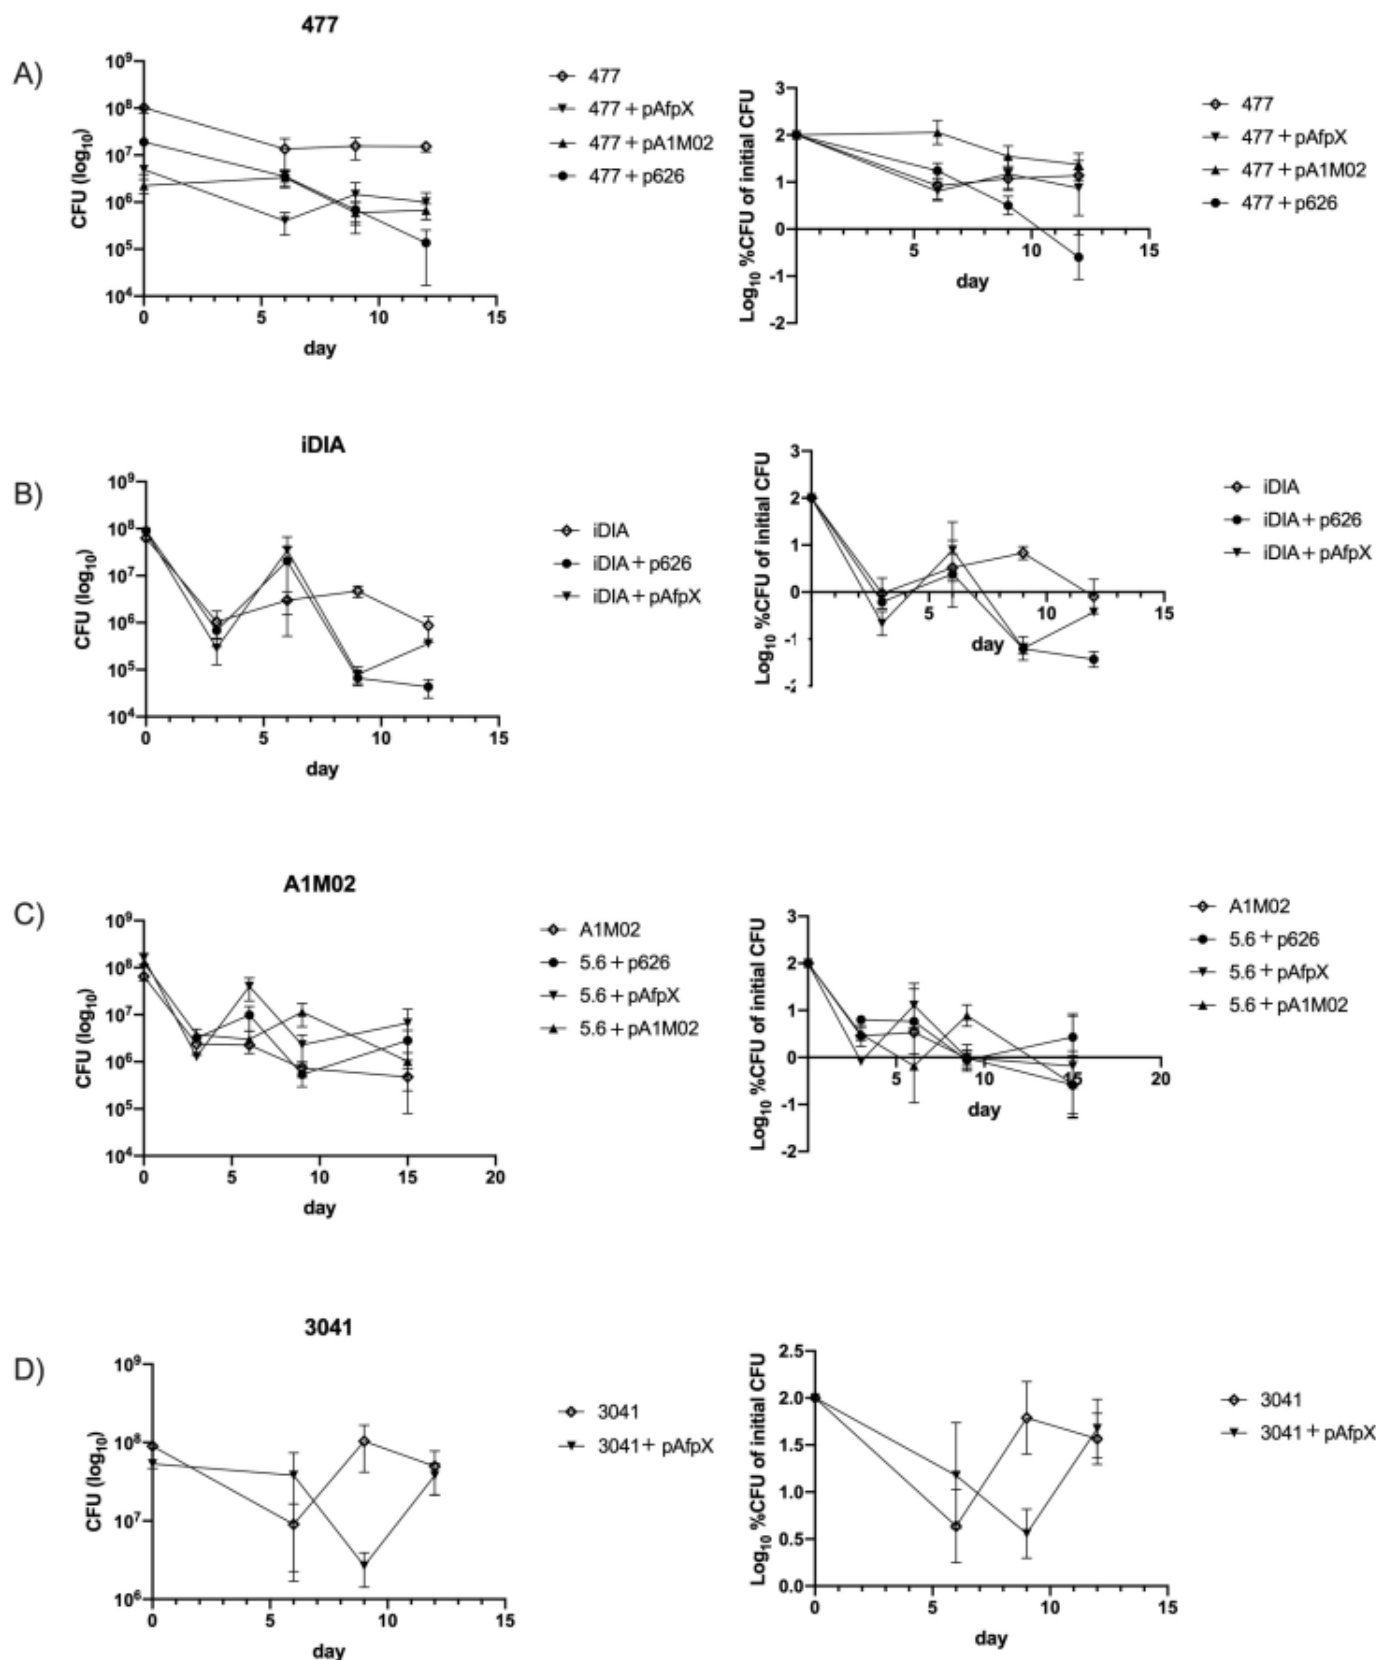 477
A)
10⁹
10⁸
10⁷
10⁶
10⁵
10⁴
CFU (log₁₀)
0 5 10 15
day
477
477 + pAfpX
477 + pA1M02
477 + p626
3
2
1
0
-1
-2
Log₁₀ %CFU of initial CFU
5 10 15
day
477
477 + pAfpX
477 + pA1M02
477 + p626
iDIA
B)
10⁹
10⁸
10⁷
10⁶
10⁵
10⁴
CFU (log₁₀)
0 5 10 15
day
iDIA
iDIA + p626
iDIA + pAfpX
3
2
1
0
-1
Log₁₀ %CFU of initial CFU
5 10 15
day
iDIA
iDIA + p626
iDIA + pAfpX
A1M02
C)
10⁹
10⁸
10⁷
10⁶
10⁵
10⁴
CFU (log₁₀)
0 5 10 15 20
day
A1M02
5.6 + p626
5.6 + pAfpX
5.6 + pA1M02
3
2
1
0
-1
-2
Log₁₀ %CFU of initial CFU
5 10 15 20
day
A1M02
5.6 + p626
5.6 + pAfpX
5.6 + pA1M02
3041
D)
10⁹
10⁸
10⁷
10⁶
CFU (log₁₀)
0 5 10 15
day
3041
3041+ pAfpX
2.5
2.0
1.5
1.0
0.5
0.0
Log₁₀ %CFU of initial CFU
0 5 10 15
day
3041
3041 + pAfpX